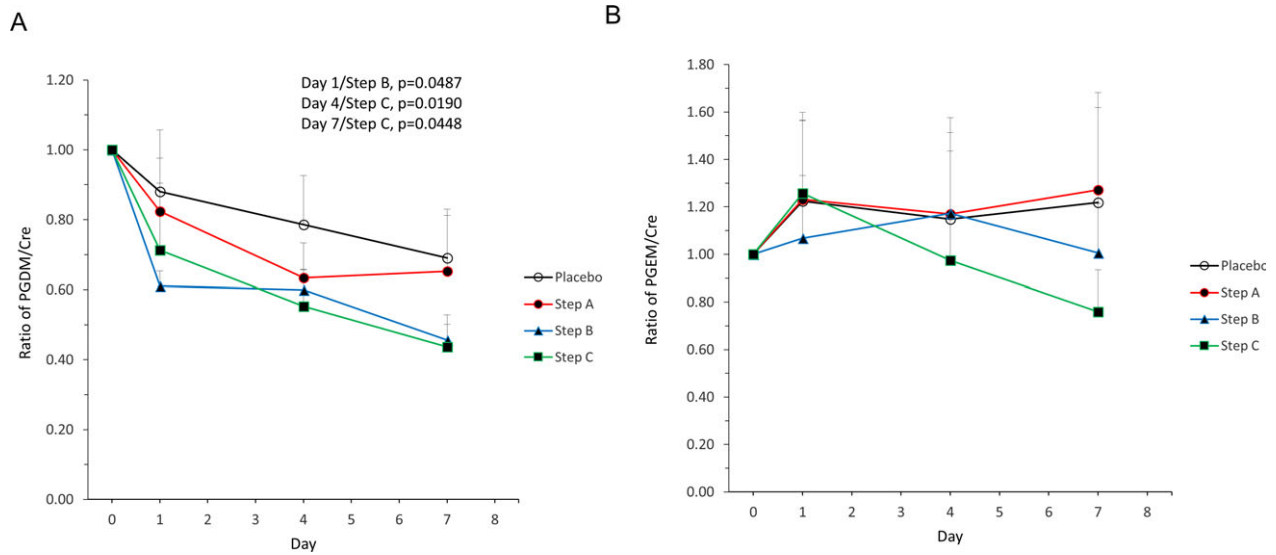 A
Day 1/Step B, p=0.0487
Day 4/Step C, p=0.0190
Day 7/Step C, p=0.0448
Ratio of PGDM/Cre
1.20
1.00
0.80
0.60
0.40
0.20
0.00
0 1 2 3 4 5 6 7 8
Day
Placebo
Step A
Step B
Step C
B
Ratio of PGEM/Cre
1.80
1.60
1.40
1.20
1.00
0.80
0.60
0.40
0.20
0.00
0 1 2 3 4 5 6 7 8
Day
Placebo
Step A
Step B
Step C